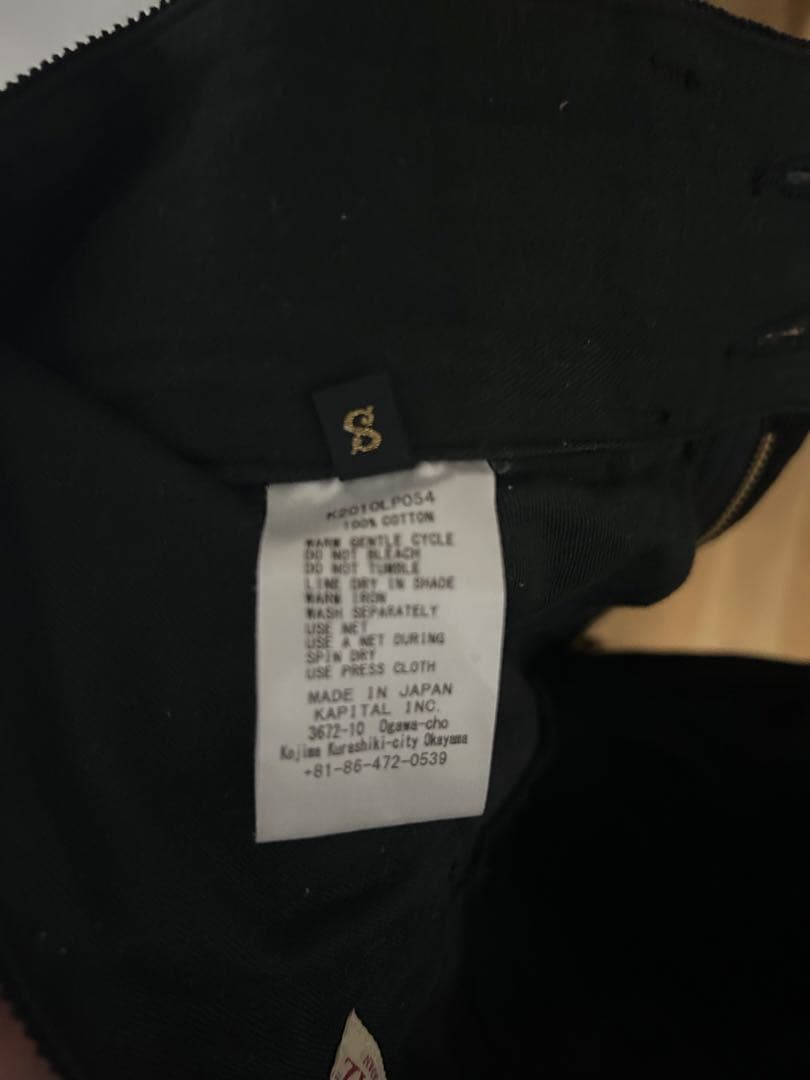 S
K2010LP054
100% COTTON
WARM GENTLE CYCLE
DO NOT BLEACH
DO NOT TUMBLE
LINE DRY IN SHADE
WARM IRON
WASH SEPARATELY
USE NET
USE A NET DURING
SPIN DRY
USE PRESS CLOTH
MADE IN JAPAN
KAPITAL INC.
3672-10 Ogawa-cho
Kojima Kurashiki-city Okayama
+81-86-472-0539